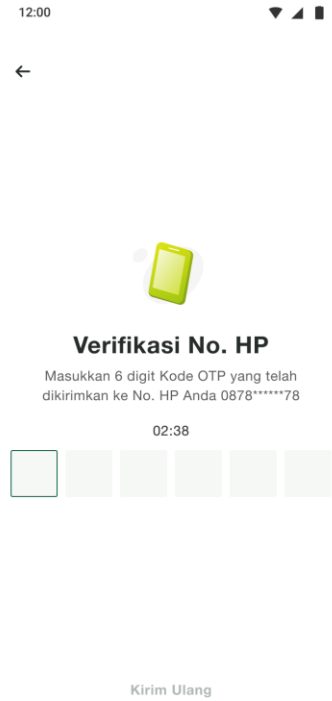 12:00
Verifikasi No. HP
Masukkan 6 digit Kode OTP yang telah
dikirimkan ke No. HP Anda 0878******78
02:38
Kirim Ulang